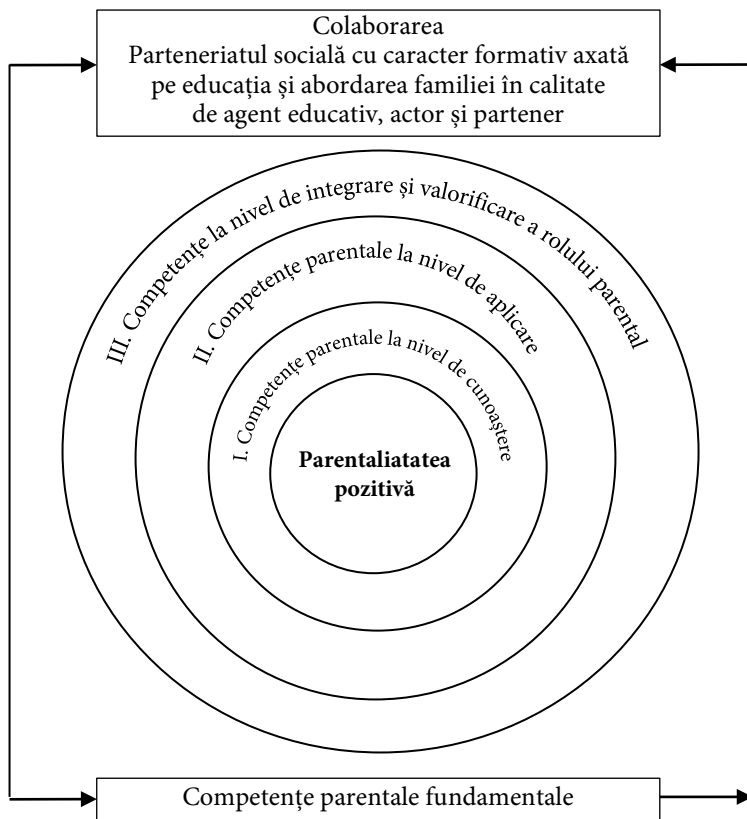 Colaborarea
Parteneriatul socială cu caracter formativ axată
pe educația și abordarea familiei în calitate
de agent educativ, actor și partener
III. Competențe la nivel de integrare și valorificare a rolului parental
II. Competențe parentale la nivel de aplicare
I. Competențe parentale la nivel de cunoaștere
Parentaliatatea
pozitivă
Competențe parentale fundamentale